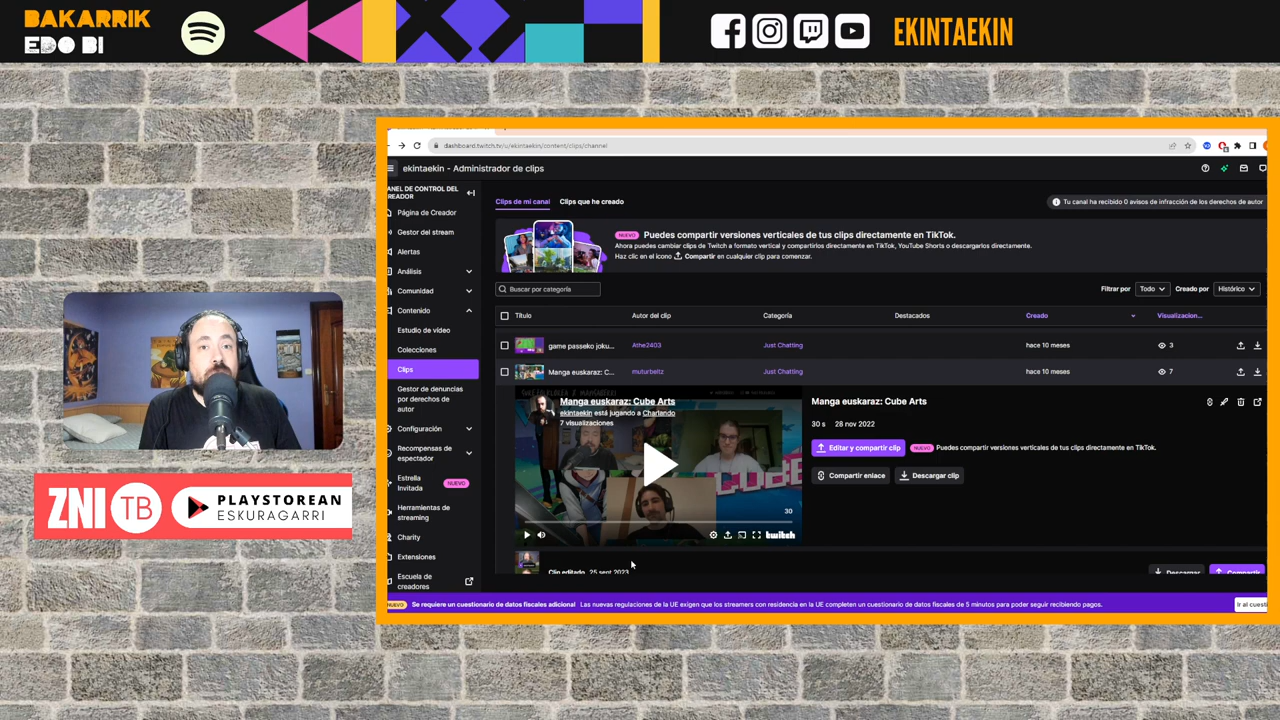 BAKARRIK
EDO BI
EKINTAEKIN
dashboard.twitch.tv/u/ekintaekin/content/clips/channel
ekintaekin - Administrador de clips
ANEL DE CONTROL DEL
READOR
Página de Creador
Gestor del stream
Alertas
Análisis
Comunidad
Contenido
Estudio de vídeo
Colecciones
Clips
Gestor de denuncias
por derechos de
autor
Configuración
Recompensas de
espectador
Estrella
Invitada
NUEVO
Herramientas de
streaming
Charity
Extensiones
Escuela de
creadores
Clips de mi canal
Clips que he creado
Tu canal ha recibido 0 avisos de infracción de los derechos de autor
NUEVO Puedes compartir versiones verticales de tus clips directamente en TikTok.
Ahora puedes cambiar clips de Twitch a formato vertical y compartirlos directamente en TikTok, YouTube Shorts o descargarlos directamente.
Haz clic en el icono Compartir en cualquier clip para comenzar.
Buscar por categoría
Filtrar por Todo Creado por Histórico
Título Autor del clip Categoría Destacados Creado Visualizacion...
game passeko joku... Athe2403 Just Chatting hace 10 meses 3
Manga euskaraz: C... muturbeltz Just Chatting hace 10 meses 7
Manga euskaraz: Cube Arts
ekintaekin está jugando a Charlando
7 visualizaciones
30
twitch
Manga euskaraz: Cube Arts
30 s 28 nov 2022
Editar y compartir clip NUEVO Puedes compartir versiones verticales de tus clips directamente en TikTok.
Compartir enlace Descargar clip
Clip editado 25 sept 2023
Descargar Compartir
NUEVO Se requiere un cuestionario de datos fiscales adicional Las nuevas regulaciones de la UE exigen que los streamers con residencia en la UE completen un cuestionario de datos fiscales de 5 minutos para poder seguir recibiendo pagos.
Ir al cuesti
ZNI TB
PLAYSTOREAN
ESKURAGARRI